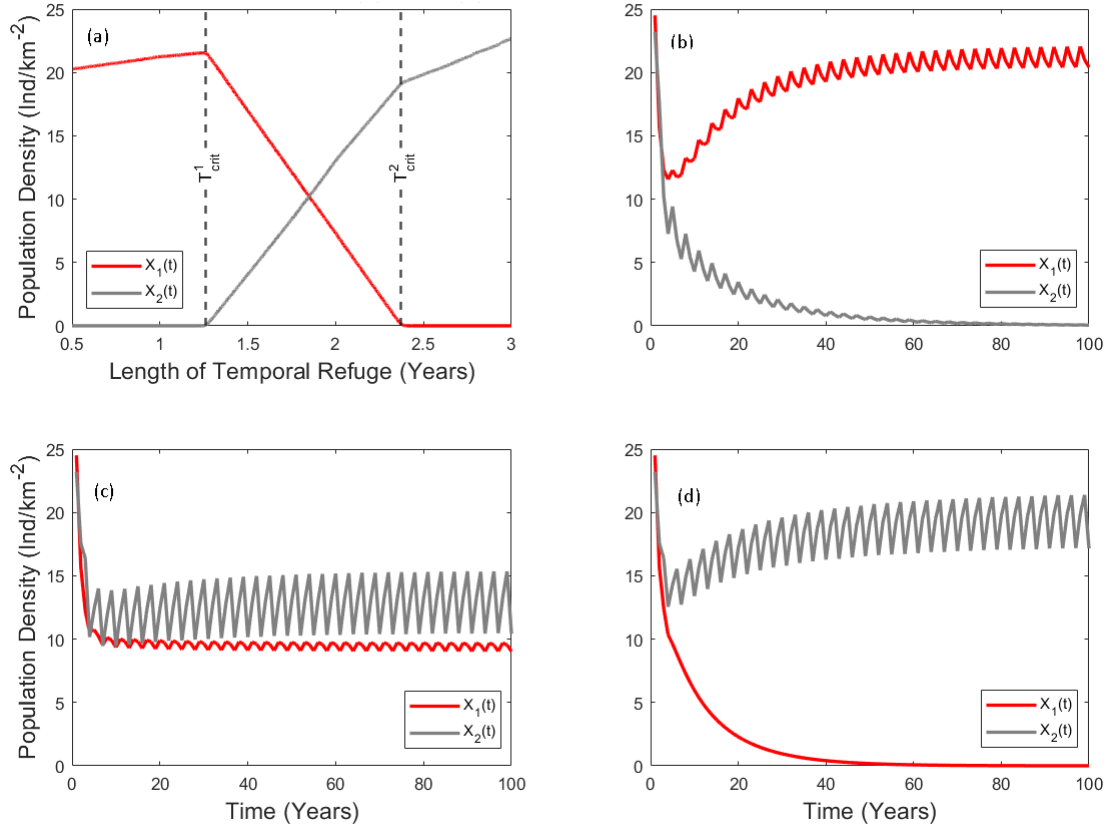 (a)
Population Density (Ind/km⁻²)
25
20
15
10
5
0
T¹crit
T²crit
X₁(t)
X₂(t)
0.5
1
1.5
2
2.5
3
Length of Temporal Refuge (Years)
(b)
25
20
15
10
5
0
X₁(t)
X₂(t)
0
20
40
60
80
100
(c)
Population Density (Ind/km⁻²)
25
20
15
10
5
0
X₁(t)
X₂(t)
0
20
40
60
80
100
Time (Years)
(d)
25
20
15
10
5
0
X₁(t)
X₂(t)
0
20
40
60
80
100
Time (Years)